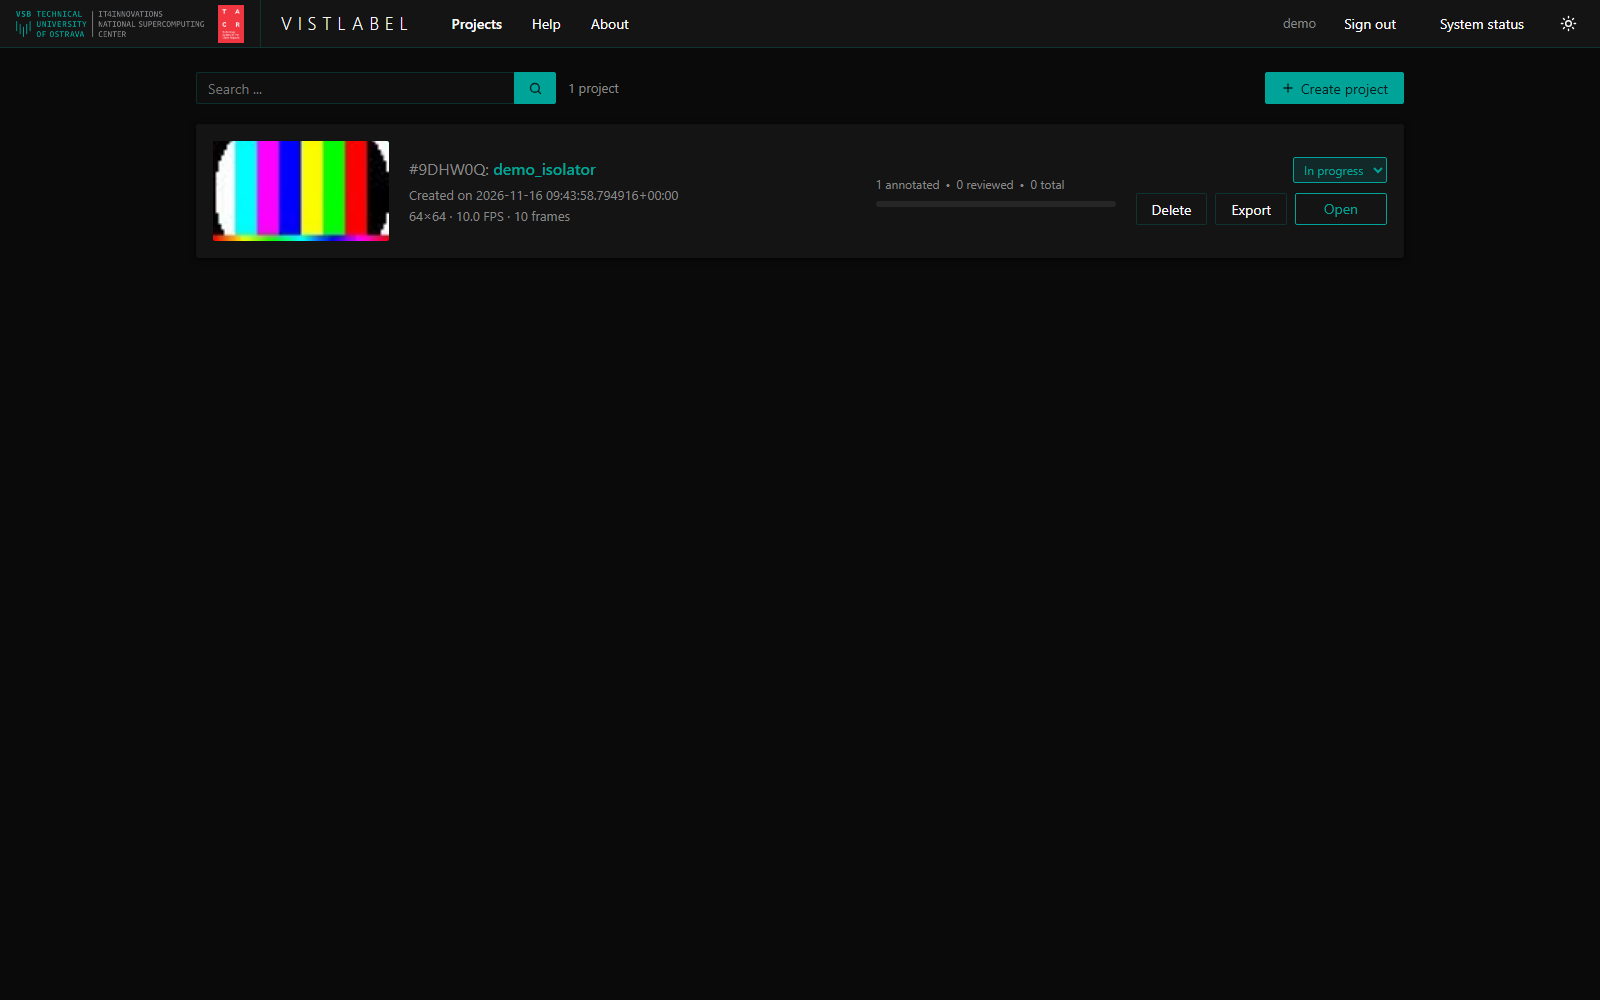 VSB TECHNICAL
UNIVERSITY
OF OSTRAVA
IT4INNOVATIONS
NATIONAL SUPERCOMPUTING
CENTER
T A
C R
VISTLABEL
Projects
Help
About
demo
Sign out
System status
Search ...
1 project
+ Create project
#9DHW0Q: demo_isolator
Created on 2026-11-16 09:43:58.794916+00:00
64×64 · 10.0 FPS · 10 frames
1 annotated • 0 reviewed • 0 total
In progress
Delete
Export
Open